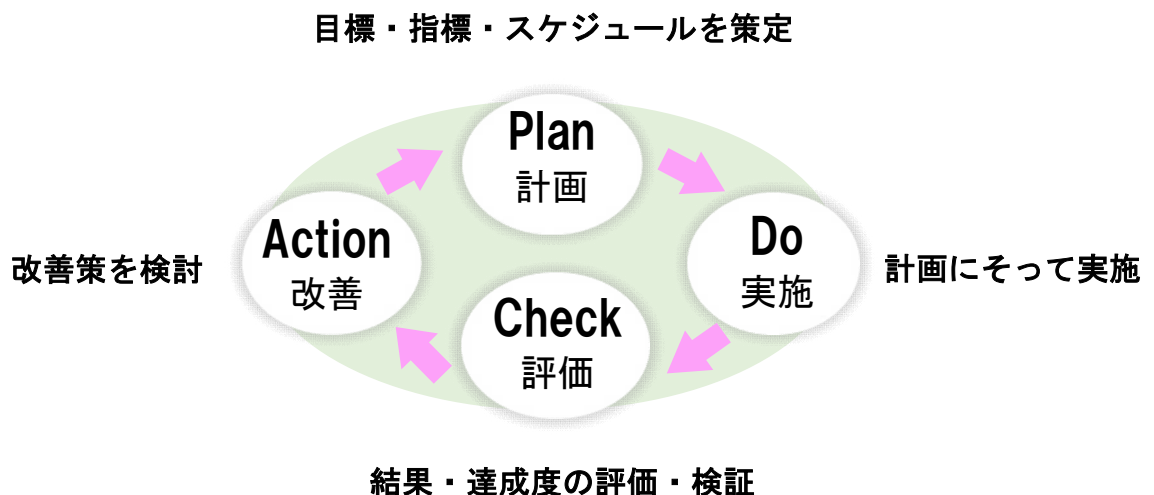 目標・指標・スケジュールを策定
Plan
計画
Action
改善
Do
実施
改善策を検討
計画にそって実施
Check
評価
結果・達成度の評価・検証